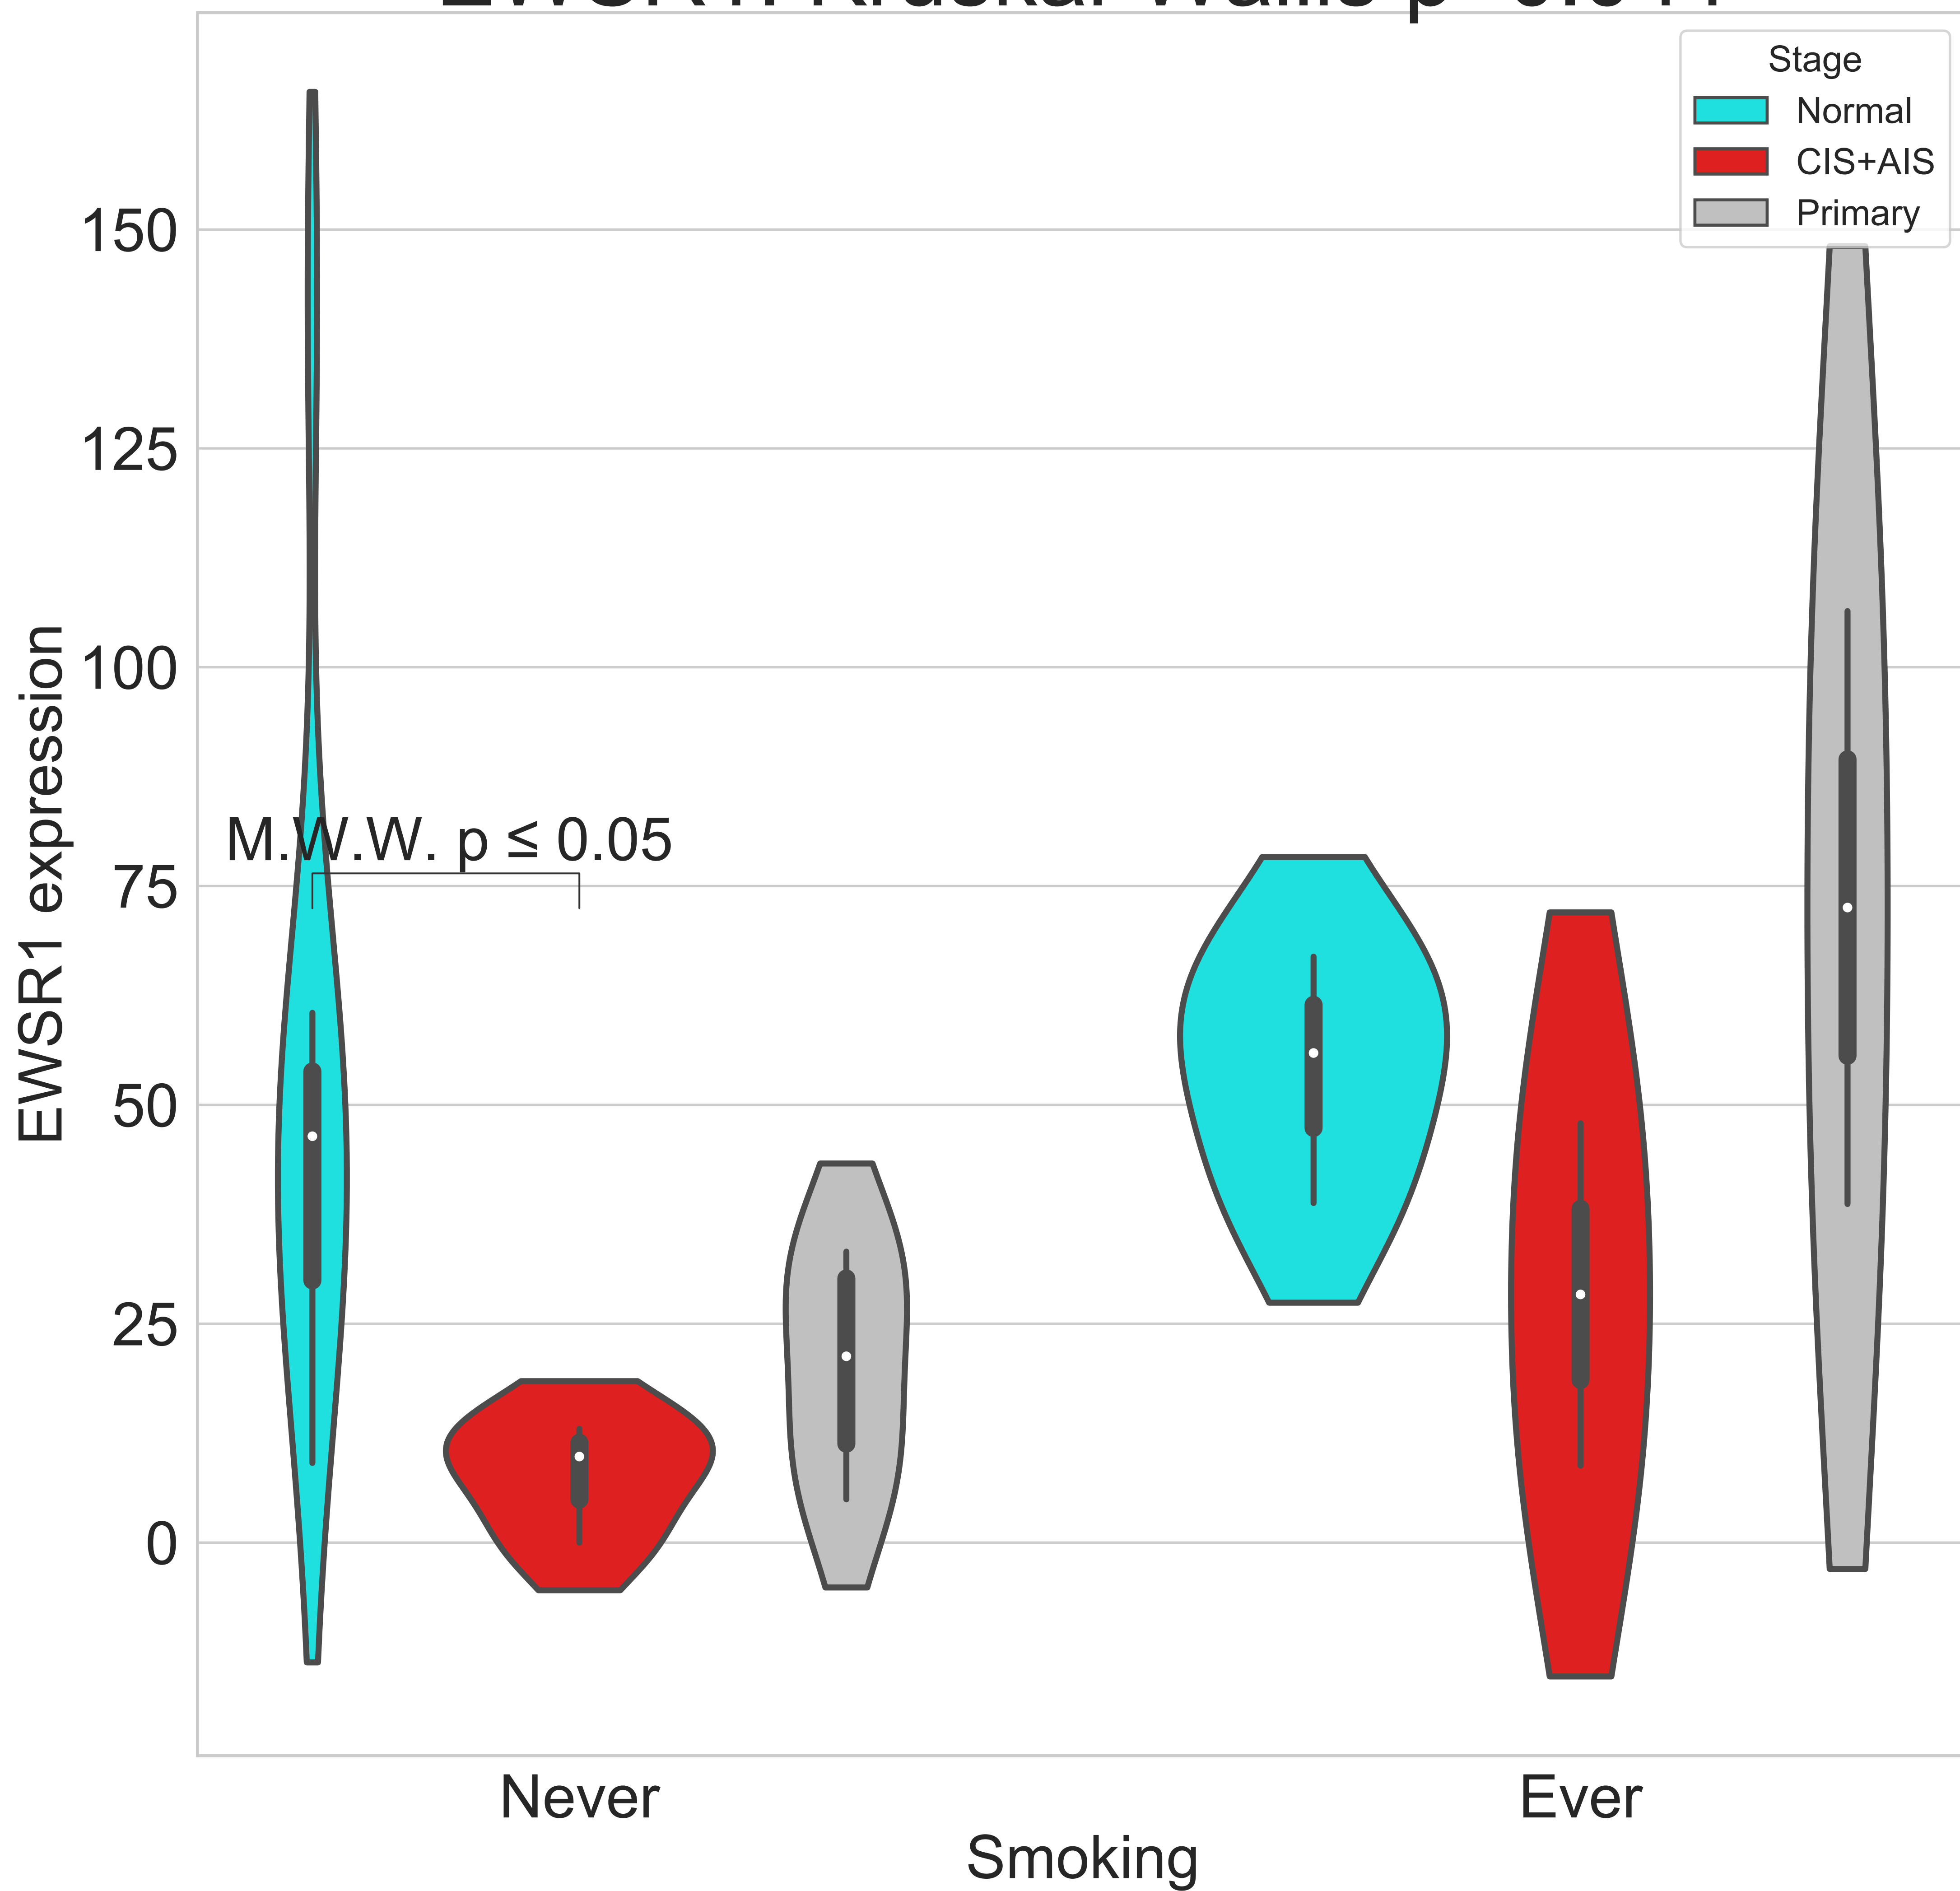 Stage
Normal
CIS+AIS
Primary
150
125
100
75
50
25
0
EWSR1 expression
M.W.W. p ≤ 0.05
Never
Ever
Smoking